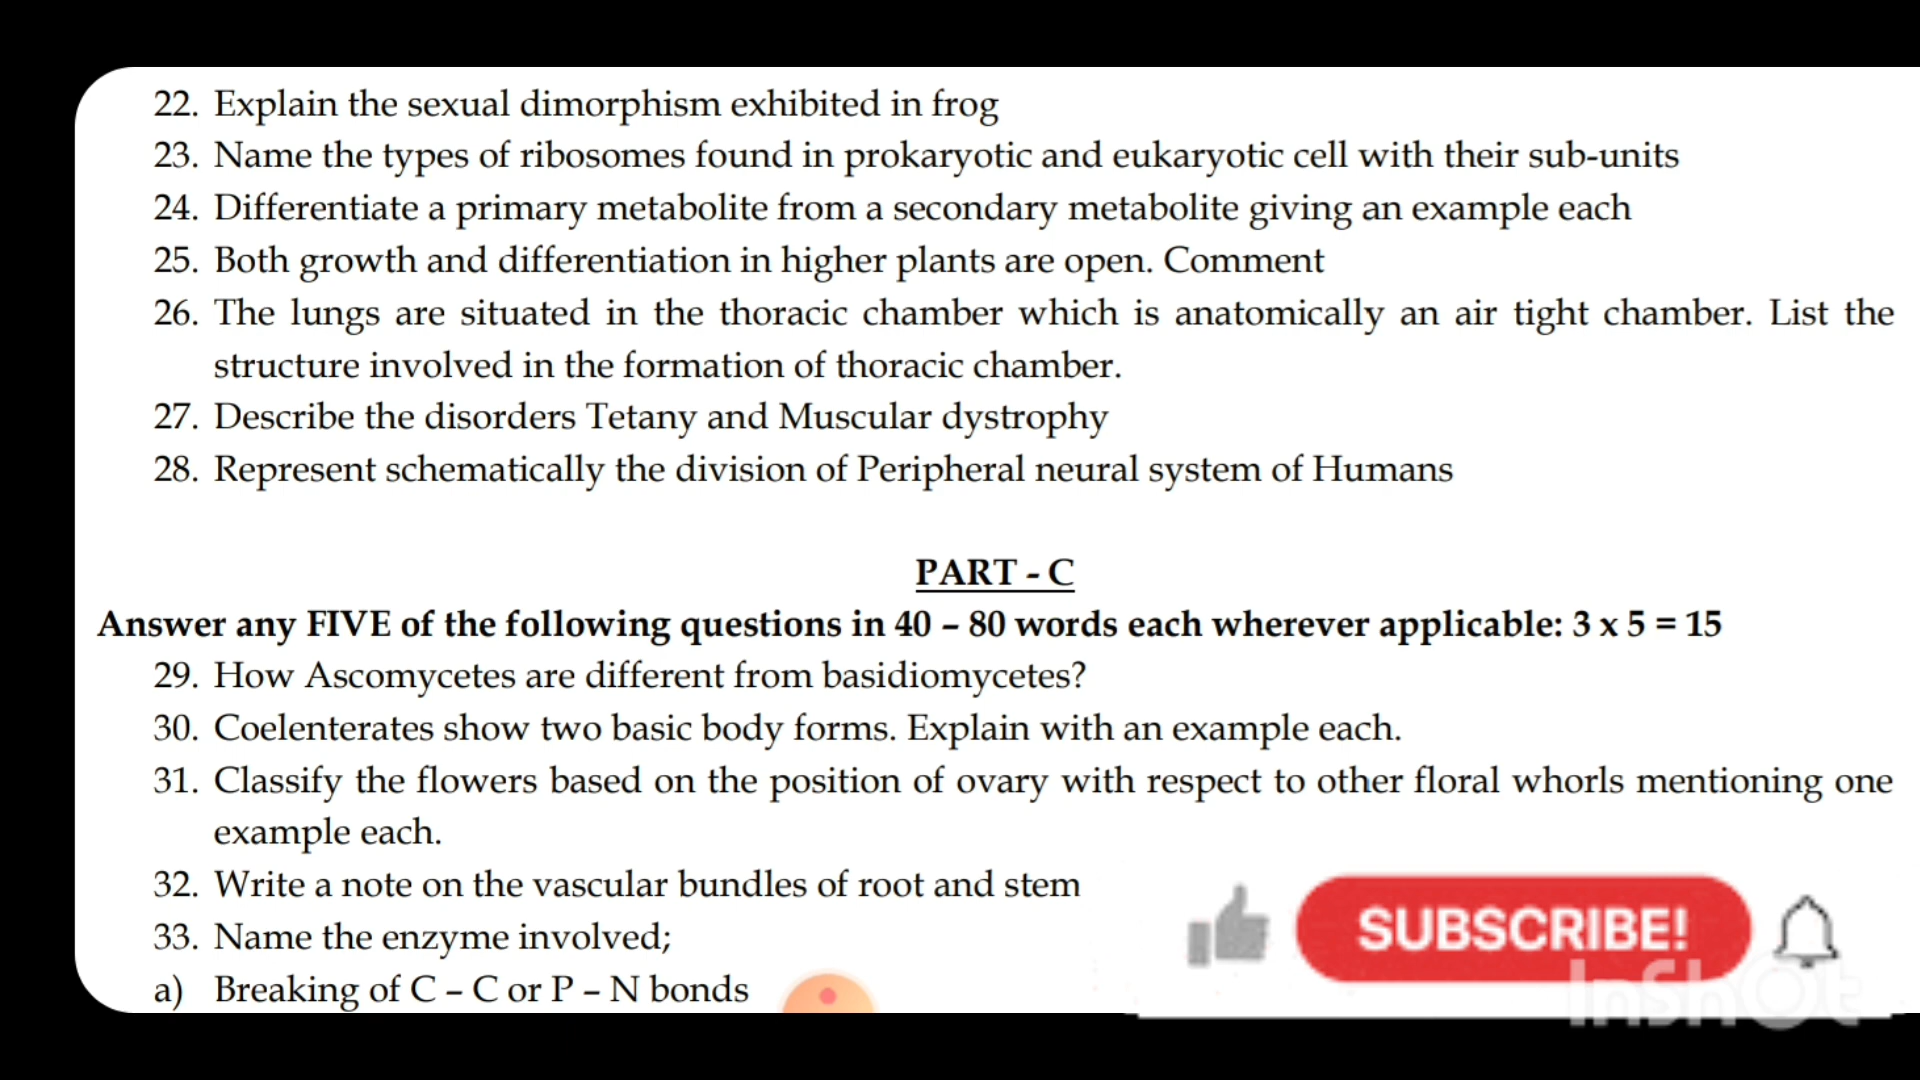 22. Explain the sexual dimorphism exhibited in frog
23. Name the types of ribosomes found in prokaryotic and eukaryotic cell with their sub-units
24. Differentiate a primary metabolite from a secondary metabolite giving an example each
25. Both growth and differentiation in higher plants are open. Comment
26. The lungs are situated in the thoracic chamber which is anatomically an air tight chamber. List the
structure involved in the formation of thoracic chamber.
27. Describe the disorders Tetany and Muscular dystrophy
28. Represent schematically the division of Peripheral neural system of Humans
PART - C
Answer any FIVE of the following questions in 40 – 80 words each wherever applicable: 3 x 5 = 15
29. How Ascomycetes are different from basidiomycetes?
30. Coelenterates show two basic body forms. Explain with an example each.
31. Classify the flowers based on the position of ovary with respect to other floral whorls mentioning one
example each.
32. Write a note on the vascular bundles of root and stem
33. Name the enzyme involved;
a) Breaking of C – C or P – N bonds
SUBSCRIBE!
InShOt